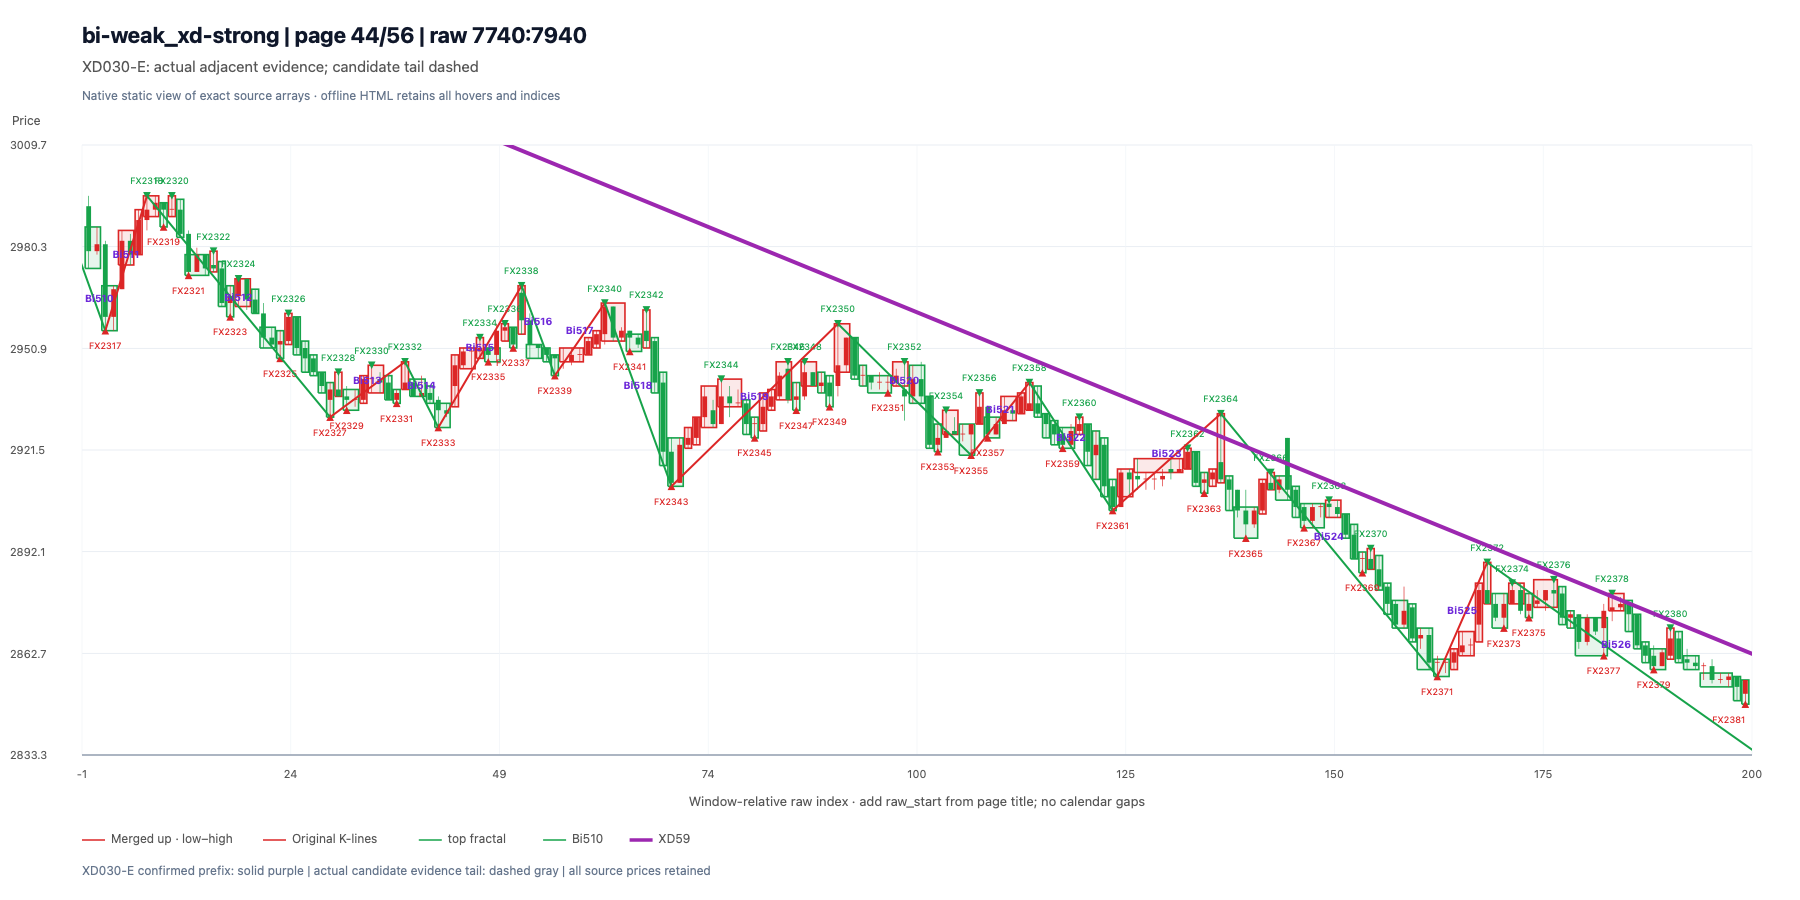 bi-weak_xd-strong | page 44/56 | raw 7740:7940
XD030-E: actual adjacent evidence; candidate tail dashed
Native static view of exact source arrays · offline HTML retains all hovers and indices
Price
3009.7
2980.3
2950.9
2921.5
2892.1
2862.7
2833.3
FX2320
FX2319
FX2322
FX2324
FX2321
Bi510
FX2326
FX2323
FX2317
FX2338
FX2340
FX2342
FX2350
FX2334
Bi516
Bi517
FX2328
FX2330
FX2332
FX2337
FX2335
FX2339
FX2341
Bi518
FX2344
FX2352
FX2351
FX2356
FX2358
FX2327
FX2329
FX2331
FX2333
FX2347
FX2349
FX2345
FX2343
FX2353
FX2355
FX2357
FX2360
FX2359
FX2361
FX2362
Bi523
FX2364
FX2363
FX2365
FX2367
Bi524
FX2370
FX2371
Bi525
FX2372
FX2374
FX2376
FX2373
FX2375
FX2378
FX2380
Bi526
FX2377
FX2379
FX2381
-1 24 49 74 100 125 150 175 200
Window-relative raw index · add raw_start from page title; no calendar gaps
Merged up · low–high Original K-lines top fractal Bi510 XD59
XD030-E confirmed prefix: solid purple | actual candidate evidence tail: dashed gray | all source prices retained